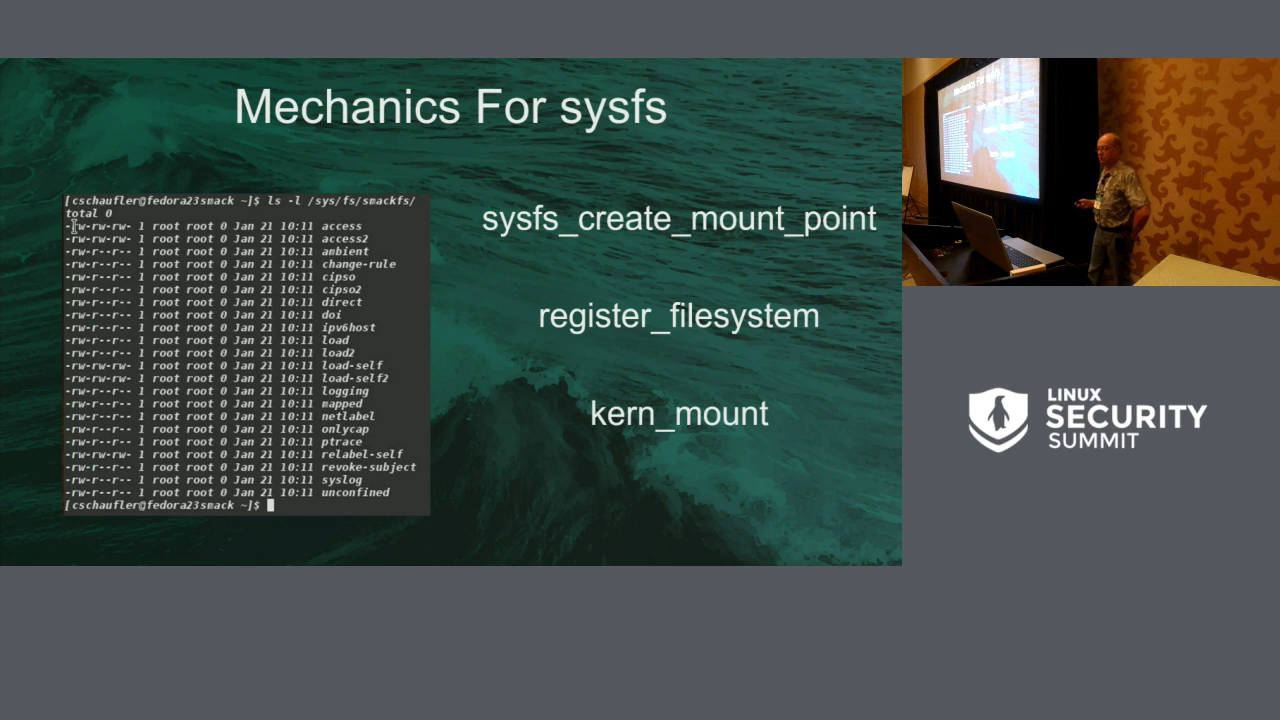 Mechanics For sysfs
[cschaufler@fedora23smack ~]$ ls -l /sys/fs/smackfs/
total 0
-rw-rw-rw- 1 root root 0 Jan 21 10:11 access
-rw-rw-rw- 1 root root 0 Jan 21 10:11 access2
-rw-r--r-- 1 root root 0 Jan 21 10:11 ambient
-rw-r--r-- 1 root root 0 Jan 21 10:11 change-rule
-rw-r--r-- 1 root root 0 Jan 21 10:11 cipso
-rw-r--r-- 1 root root 0 Jan 21 10:11 cipso2
-rw-r--r-- 1 root root 0 Jan 21 10:11 direct
-rw-r--r-- 1 root root 0 Jan 21 10:11 doi
-rw-r--r-- 1 root root 0 Jan 21 10:11 ipv6host
-rw-r--r-- 1 root root 0 Jan 21 10:11 load
-rw-r--r-- 1 root root 0 Jan 21 10:11 load2
-rw-rw-rw- 1 root root 0 Jan 21 10:11 load-self
-rw-rw-rw- 1 root root 0 Jan 21 10:11 load-self2
-rw-r--r-- 1 root root 0 Jan 21 10:11 logging
-rw-r--r-- 1 root root 0 Jan 21 10:11 mapped
-rw-r--r-- 1 root root 0 Jan 21 10:11 netlabel
-rw-r--r-- 1 root root 0 Jan 21 10:11 onlycap
-rw-r--r-- 1 root root 0 Jan 21 10:11 ptrace
-rw-rw-rw- 1 root root 0 Jan 21 10:11 relabel-self
-rw-r--r-- 1 root root 0 Jan 21 10:11 revoke-subject
-rw-r--r-- 1 root root 0 Jan 21 10:11 syslog
-rw-r--r-- 1 root root 0 Jan 21 10:11 unconfined
[cschaufler@fedora23smack ~]$
sysfs_create_mount_point
register_filesystem
kern_mount
Mechanics For sysfs
LINUX
SECURITY
SUMMIT